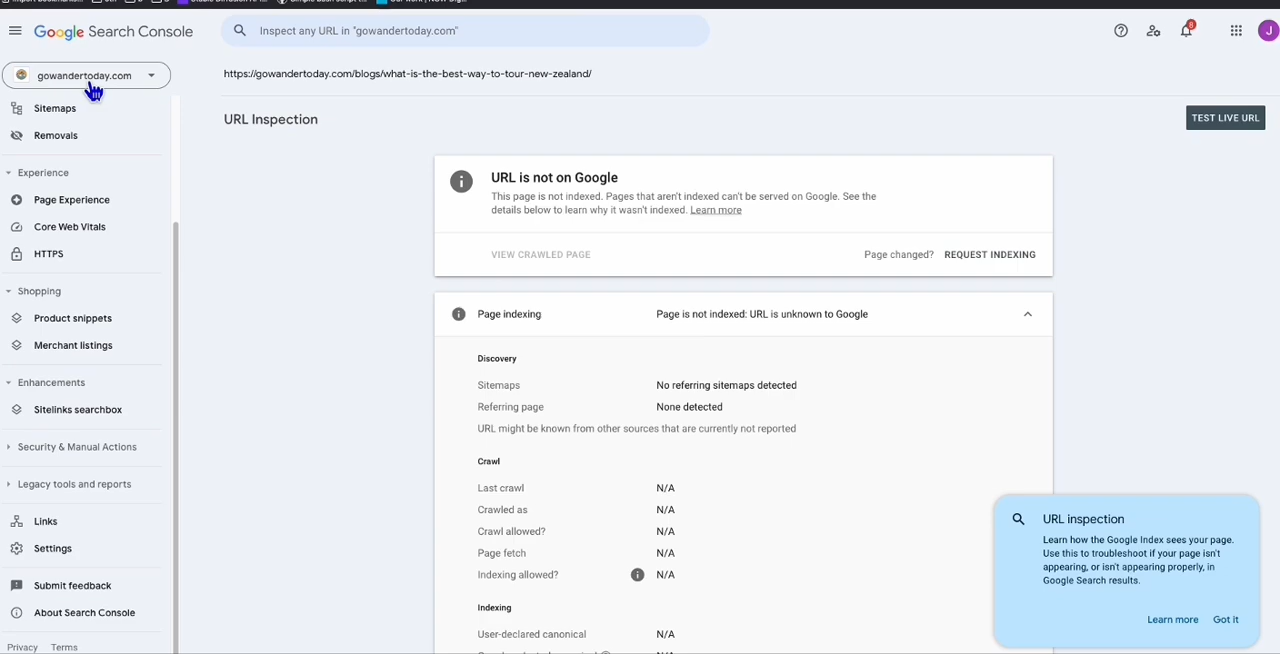 Google Search Console
Inspect any URL in "gowandertoday.com"
8
J
gowandertoday.com
https://gowandertoday.com/blogs/what-is-the-best-way-to-tour-new-zealand/
Sitemaps
Removals
Experience
Page Experience
Core Web Vitals
HTTPS
Shopping
Product snippets
Merchant listings
Enhancements
Sitelinks searchbox
Security & Manual Actions
Legacy tools and reports
Links
Settings
Submit feedback
About Search Console
Privacy Terms
URL Inspection
TEST LIVE URL
URL is not on Google
This page is not indexed. Pages that aren't indexed can't be served on Google. See the
details below to learn why it wasn't indexed. Learn more
VIEW CRAWLED PAGE
Page changed? REQUEST INDEXING
Page indexing
Page is not indexed: URL is unknown to Google
Discovery
Sitemaps No referring sitemaps detected
Referring page None detected
URL might be known from other sources that are currently not reported
Crawl
Last crawl N/A
Crawled as N/A
Crawl allowed? N/A
Page fetch N/A
Indexing allowed? N/A
Indexing
User-declared canonical N/A
URL inspection
Learn how the Google Index sees your page.
Use this to troubleshoot if your page isn't
appearing, or isn't appearing properly, in
Google Search results.
Learn more Got it